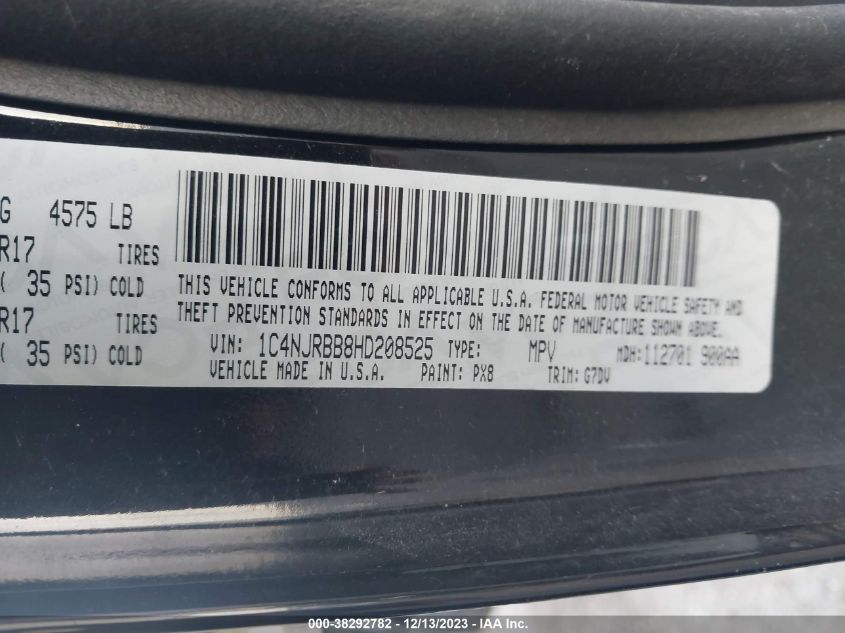 G 4575 LB
R17 TIRES
( 35 PSI) COLD
R17 TIRES
( 35 PSI) COLD
THIS VEHICLE CONFORMS TO ALL APPLICABLE U.S.A. FEDERAL MOTOR VEHICLE SAFETY AND
THEFT PREVENTION STANDARDS IN EFFECT ON THE DATE OF MANUFACTURE SHOWN ABOVE.
VIN: 1C4NJRBB8HD208525 TYPE: MPV MDH:112701 900AA
VEHICLE MADE IN U.S.A. PAINT: PX8 TRIM: G7DV
000-38292782 - 12/13/2023 - IAA Inc.